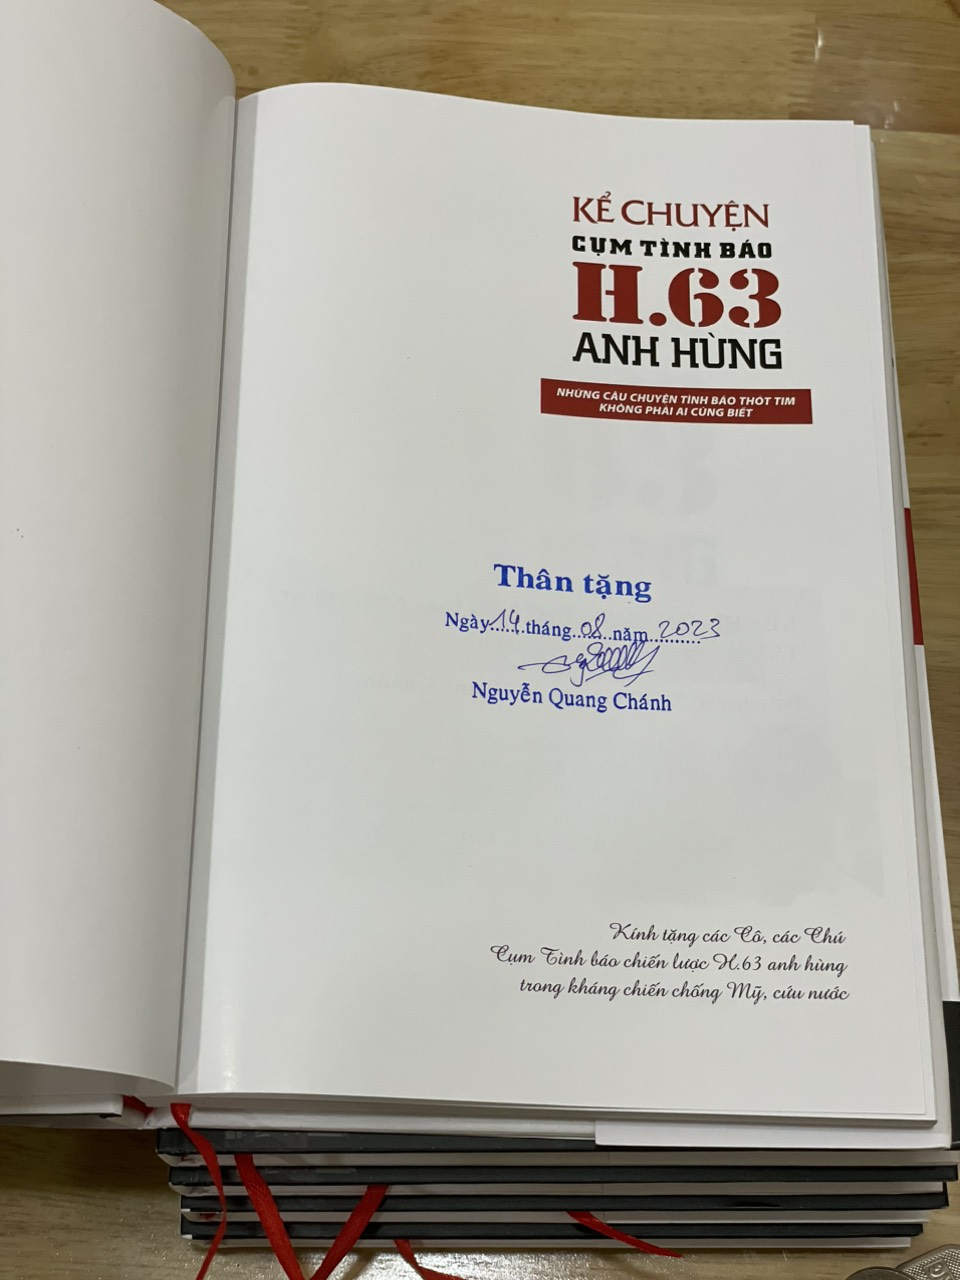 KỂ CHUYỆN
CỤM TÌNH BÁO
H.63
ANH HÙNG
NHỮNG CÂU CHUYỆN TÌNH BÁO THÓT TIM
KHÔNG PHẢI AI CŨNG BIẾT
Thân tặng
Ngày 14 tháng 08 năm 2023
Nguyễn Quang Chánh
Kính tặng các Cô, các Chú
Cụm Tình báo chiến lược H.63 anh hùng
trong kháng chiến chống Mỹ, cứu nước